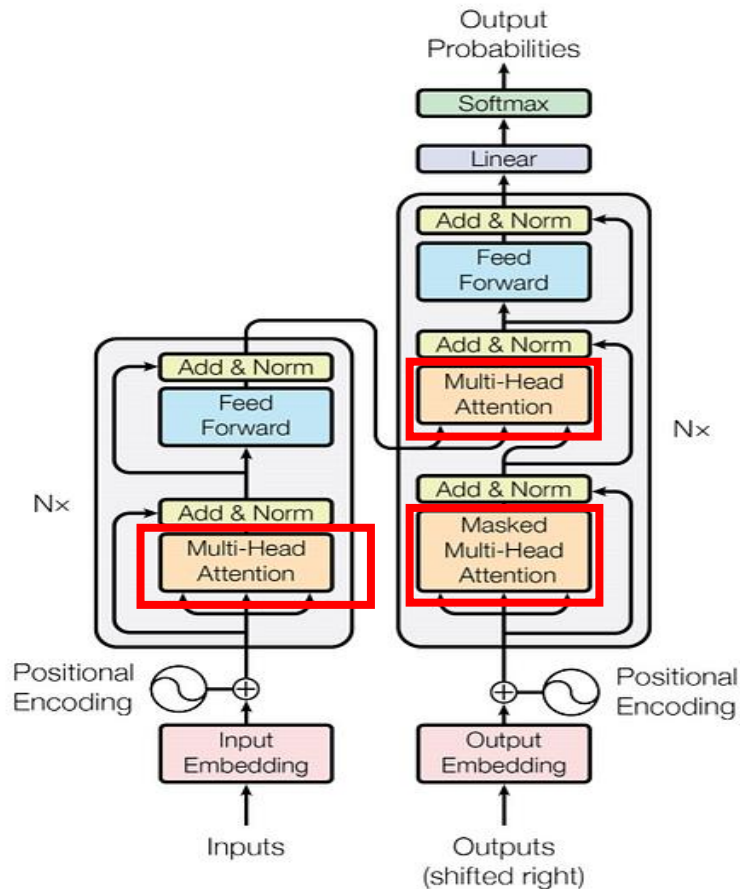 Output
Probabilities
Softmax
Linear
Add & Norm
Feed
Forward
Add & Norm
Multi-Head
Attention
Add & Norm
Masked
Multi-Head
Attention
Nx
Add & Norm
Feed
Forward
Add & Norm
Multi-Head
Attention
Nx
Positional
Encoding
Positional
Encoding
Input
Embedding
Output
Embedding
Inputs
Outputs
(shifted right)